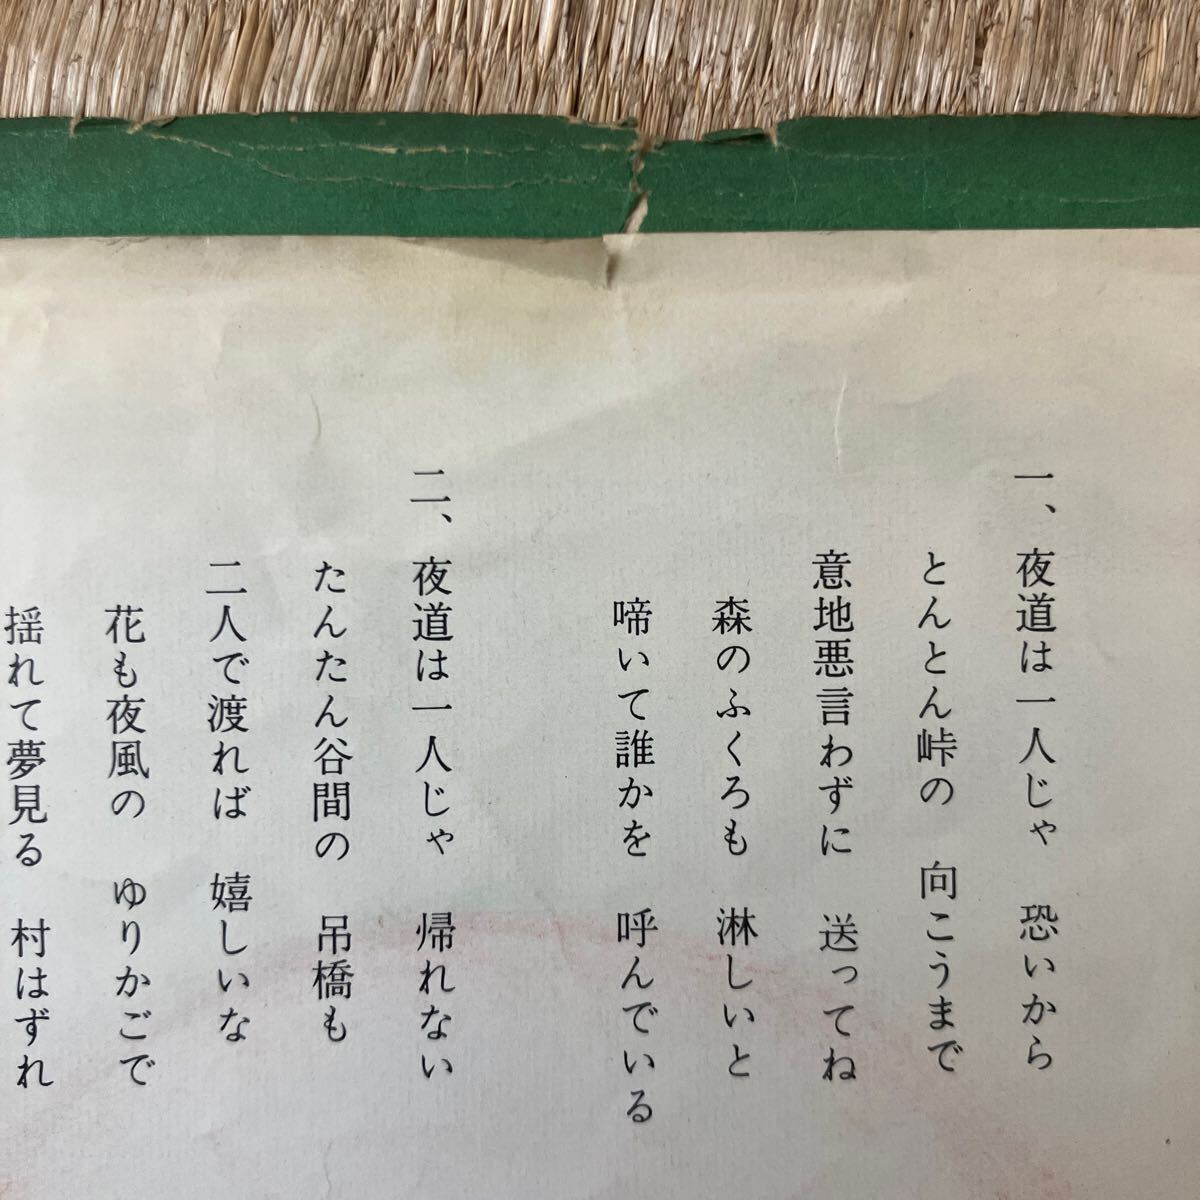 一、夜道は一人じゃ　恐いから
とんとん峠の　向こうまで
意地悪言わずに　送ってね
森のふくろも　淋しいと
啼いて誰かを　呼んでいる
二、夜道は一人じゃ　帰れない
たんたん谷間の　吊橋も
二人で渡れば　嬉しいな
花も夜風の　ゆりかごで
揺れて夢見る　村はずれ